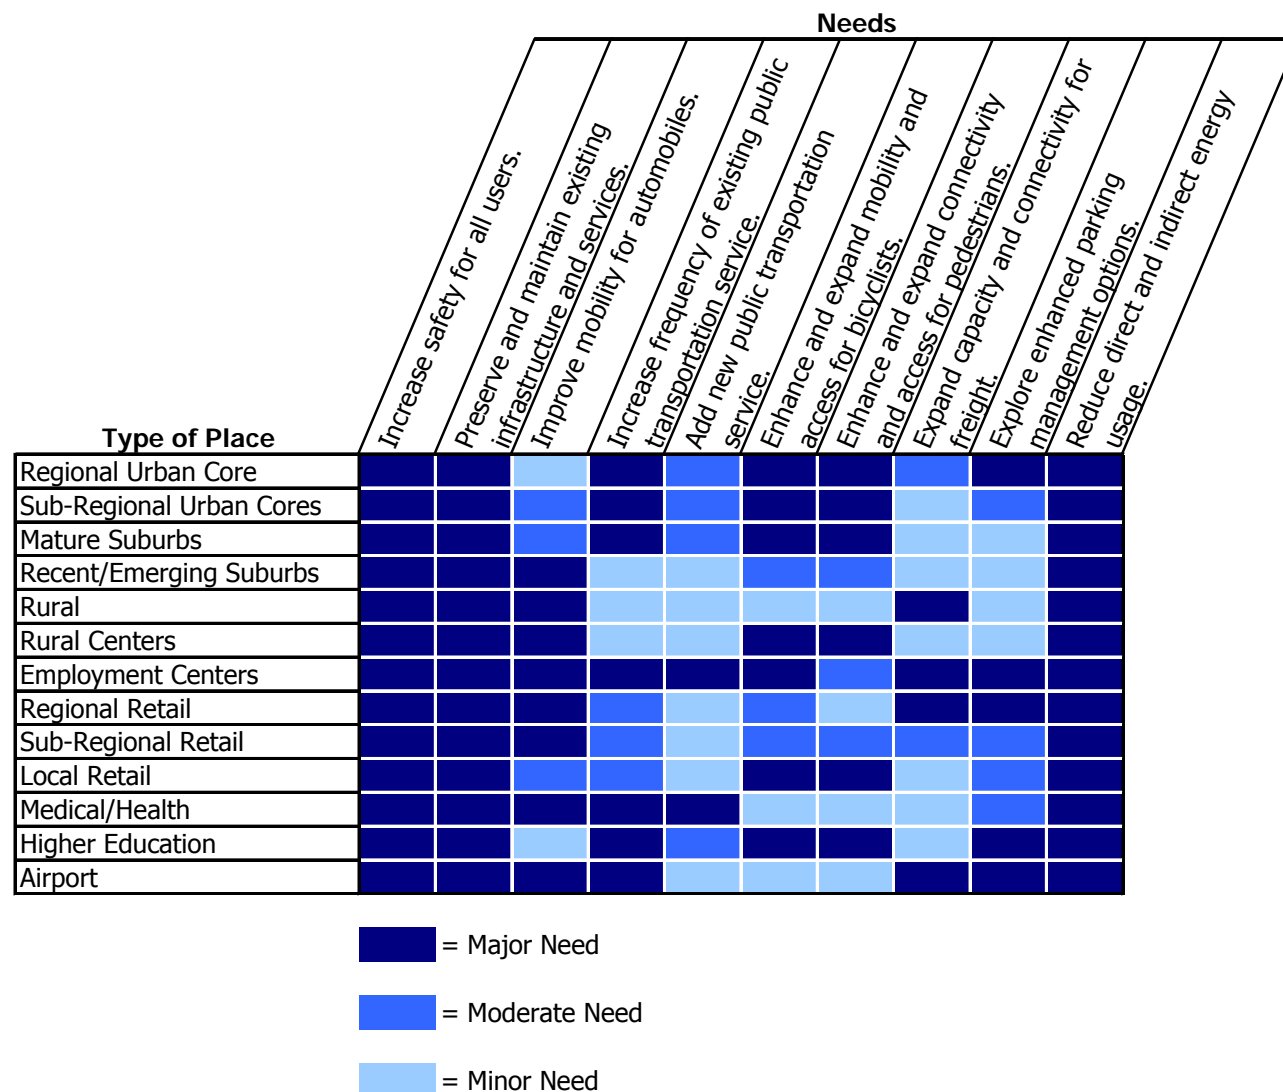 Needs
Increase safety for all users.
Preserve and maintain existing
infrastructure and services.
Improve mobility for automobiles.
Increase frequency of existing public
transportation service.
Add new public transportation
service.
Enhance and expand mobility and
access for bicyclists.
Enhance and expand connectivity
and access for pedestrians.
Expand capacity and connectivity for
freight.
Explore enhanced parking
management options.
Reduce direct and indirect energy
usage.
Type of Place
Regional Urban Core
Sub-Regional Urban Cores
Mature Suburbs
Recent/Emerging Suburbs
Rural
Rural Centers
Employment Centers
Regional Retail
Sub-Regional Retail
Local Retail
Medical/Health
Higher Education
Airport
= Major Need
= Moderate Need
= Minor Need